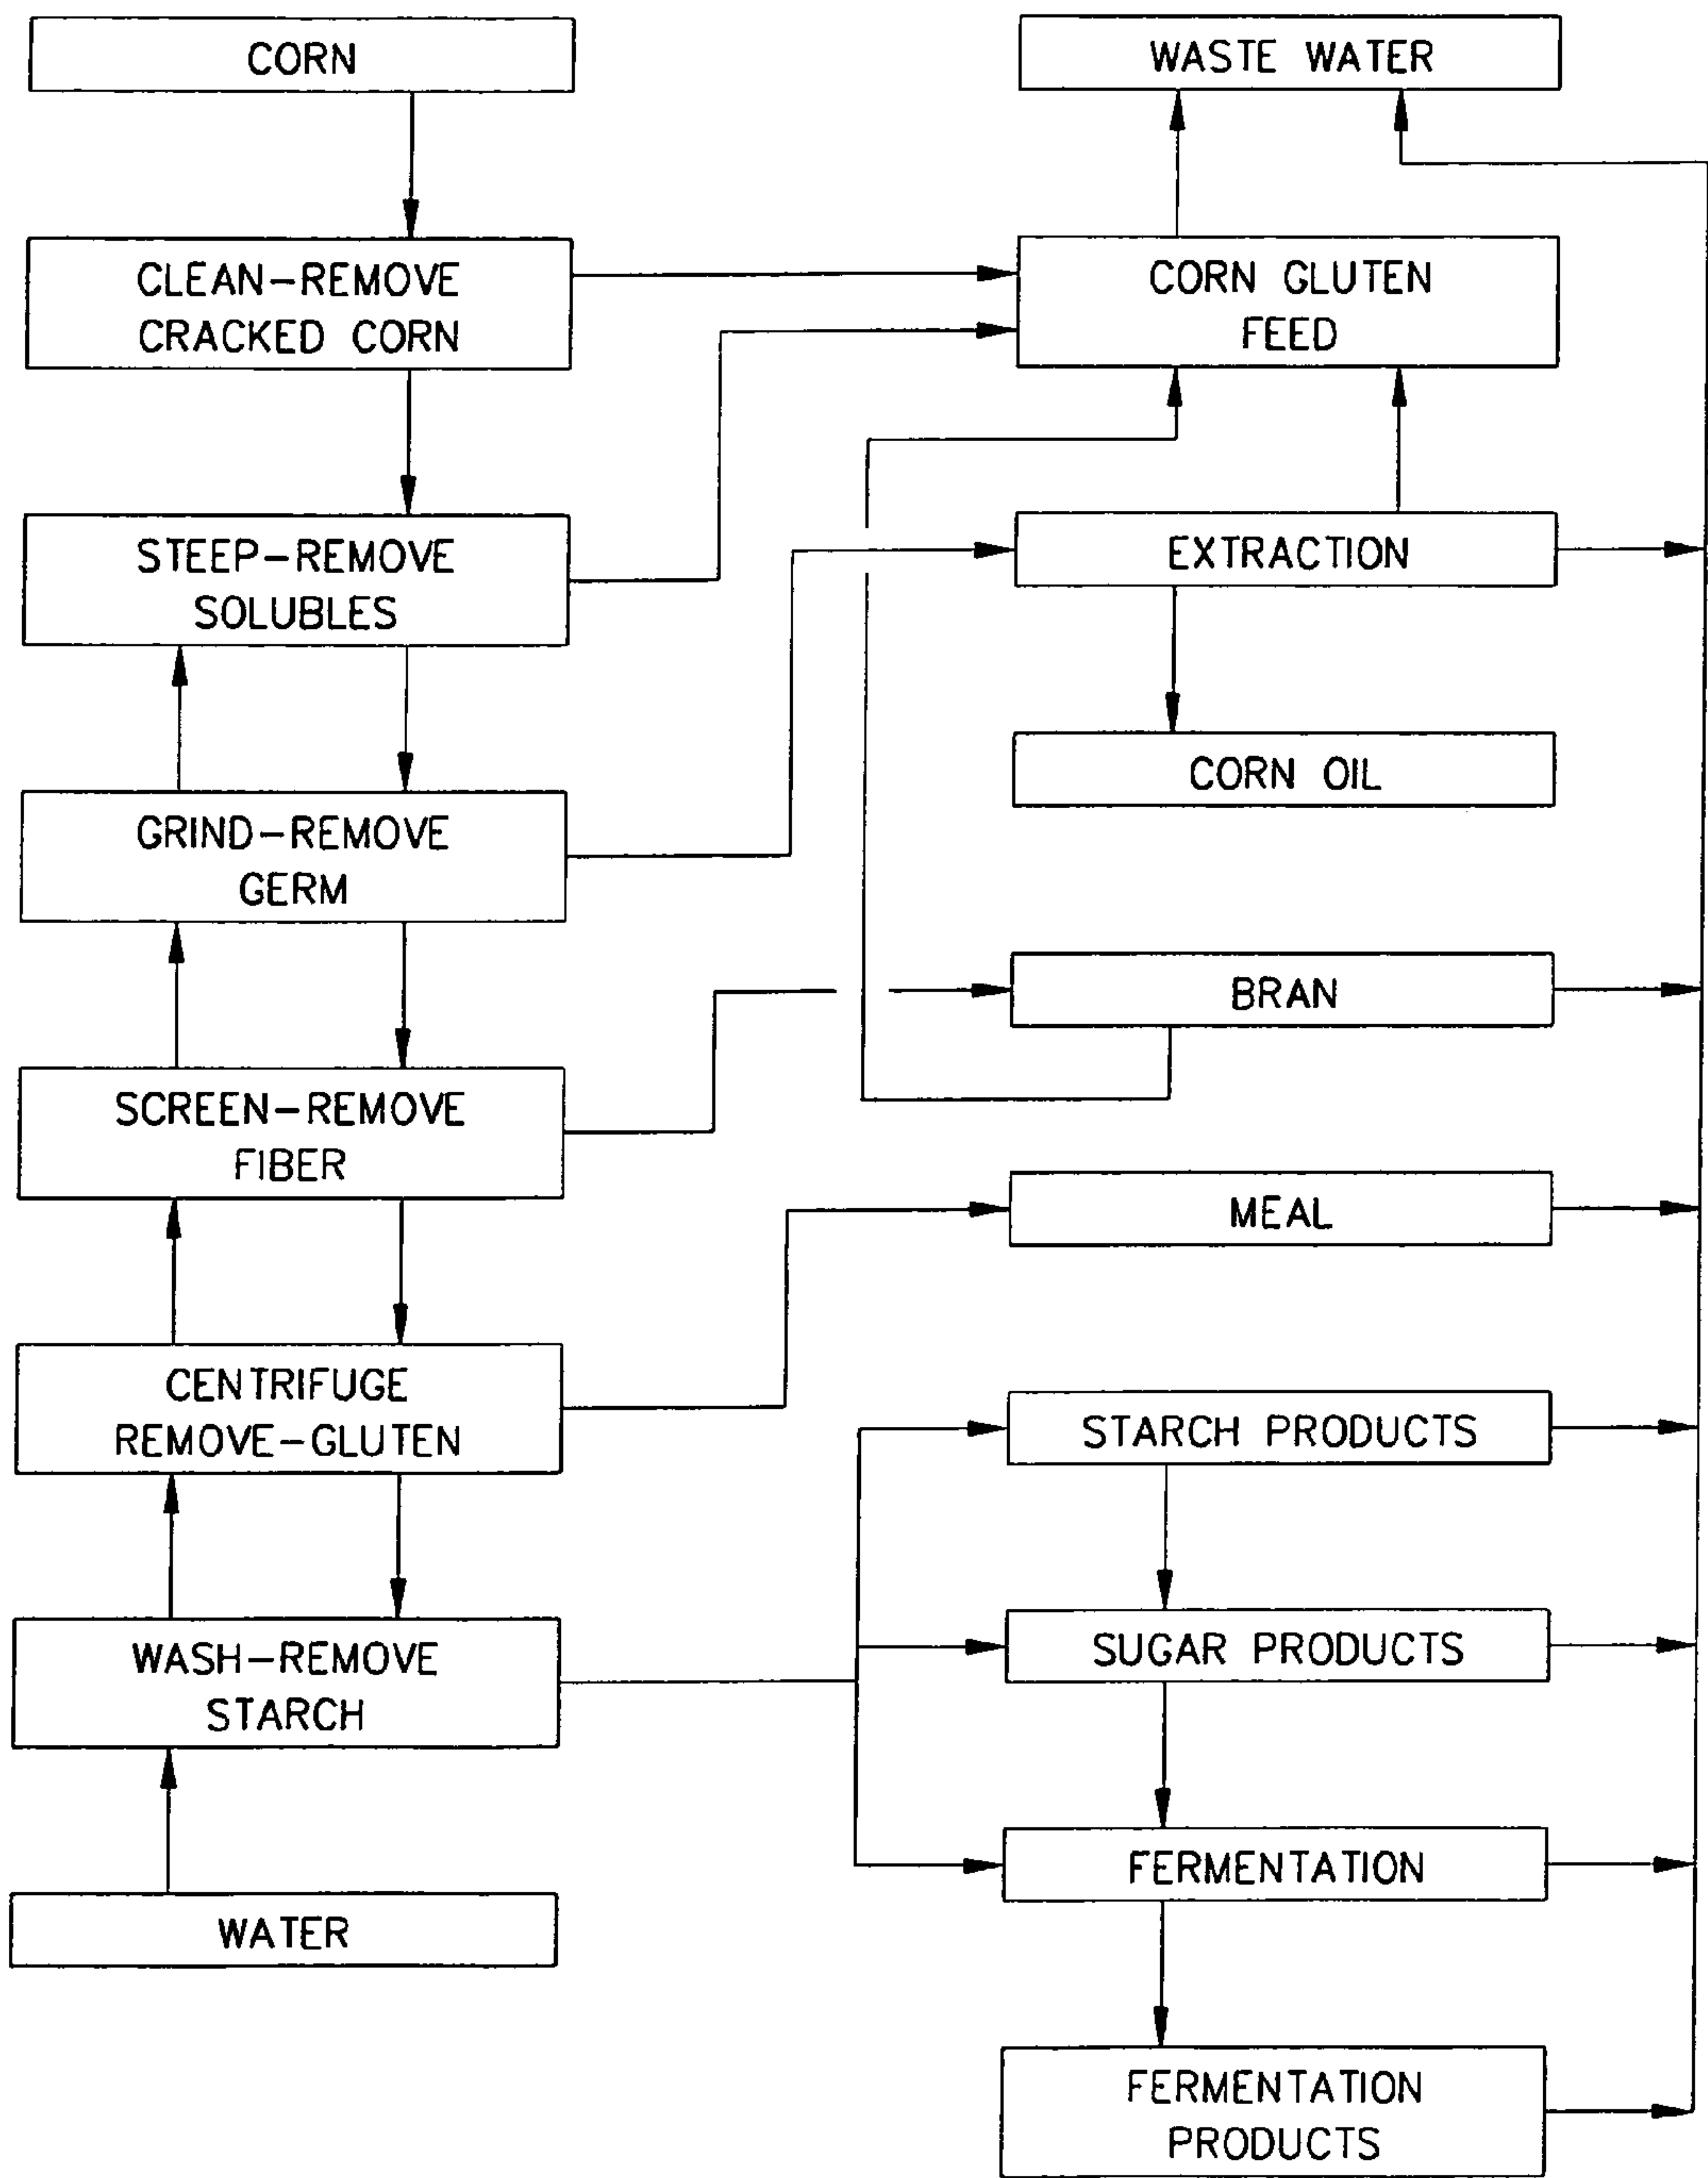 CORN
CLEAN-REMOVE
CRACKED CORN
STEEP-REMOVE
SOLUBLES
GRIND-REMOVE
GERM
SCREEN-REMOVE
FIBER
CENTRIFUGE
REMOVE-GLUTEN
WASH-REMOVE
STARCH
WATER
WASTE WATER
CORN GLUTEN
FEED
EXTRACTION
CORN OIL
BRAN
MEAL
STARCH PRODUCTS
SUGAR PRODUCTS
FERMENTATION
FERMENTATION
PRODUCTS